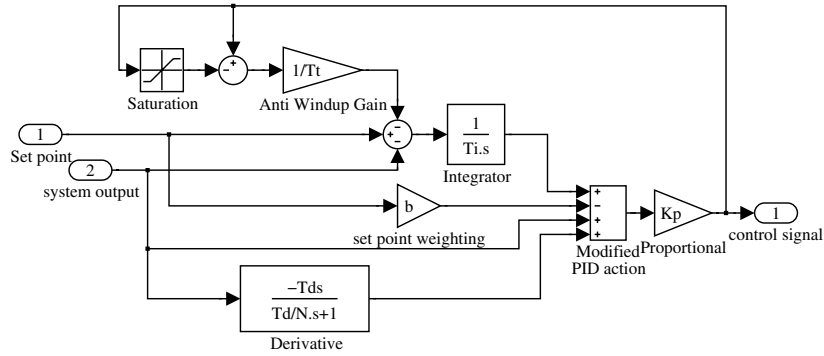 −
+
1/Tt
Saturation
Anti Windup Gain
−
+
−
1
Ti.s
Integrator
1
Set point
2
system output
b
set point weighting
+
−
+
+
Modified
PID action
Kp
Proportional
1
control signal
−Tds
Td/N.s+1
Derivative